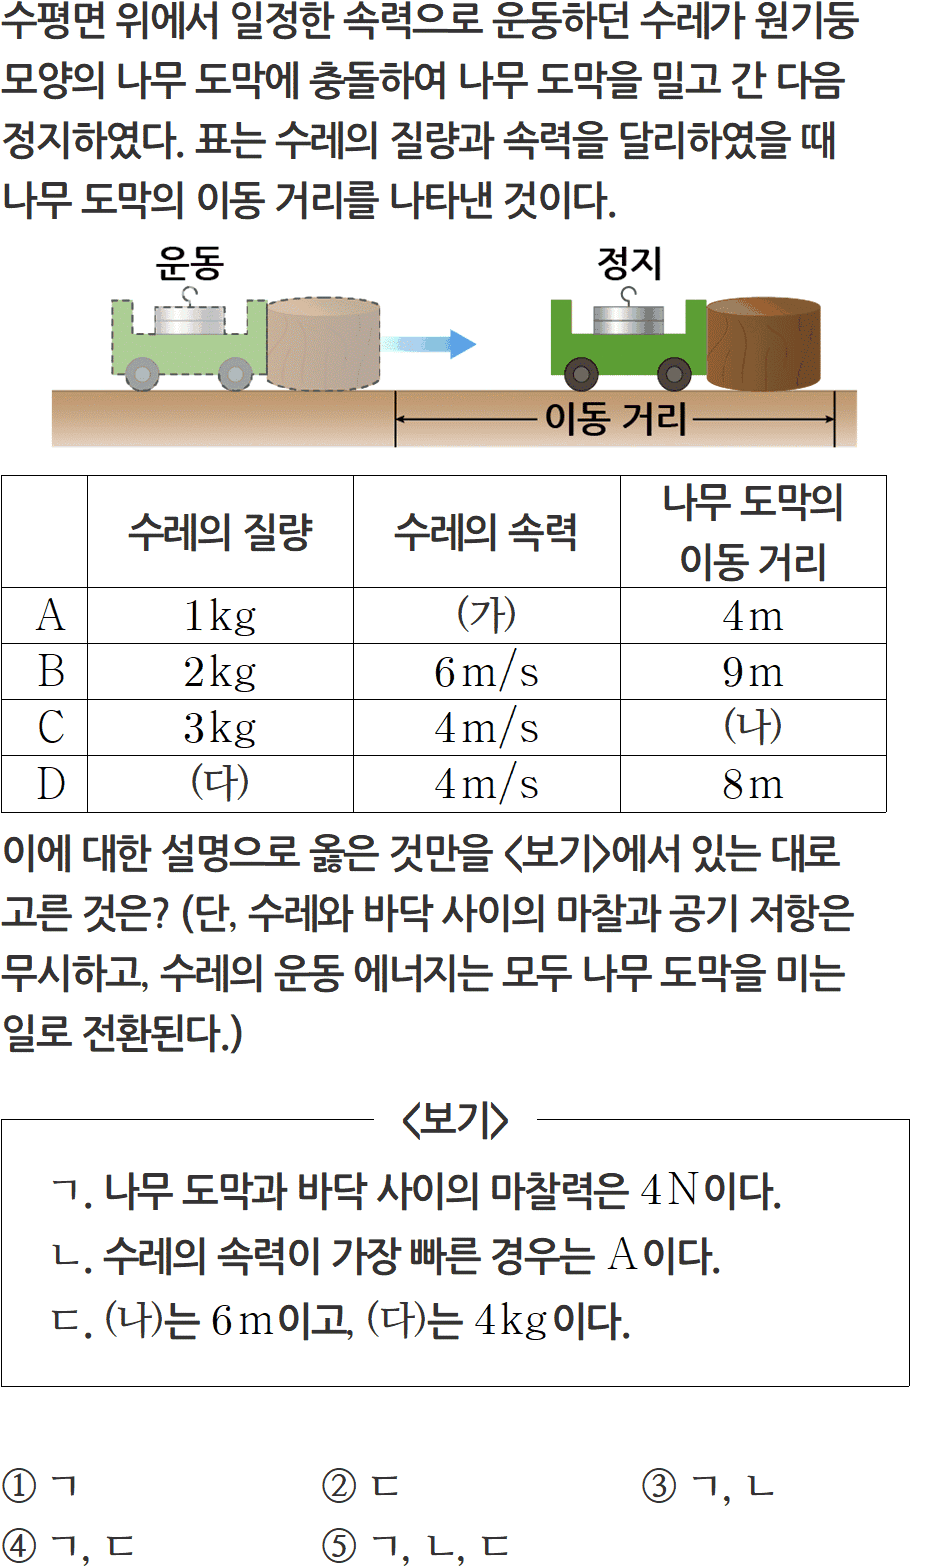 수평면 위에서 일정한 속력으로 운동하던 수레가 원기둥
모양의 나무 도막에 충돌하여 나무 도막을 밀고 간 다음
정지하였다. 표는 수레의 질량과 속력을 달리하였을 때
나무 도막의 이동 거리를 나타낸 것이다.
운동 정지
이동 거리
수레의 질량 수레의 속력 나무 도막의
이동 거리
A 1kg (가) 4m
B 2kg 6m/s 9m
C 3kg 4m/s (나)
D (다) 4m/s 8m
이에 대한 설명으로 옳은 것만을 <보기>에서 있는 대로
고른 것은? (단, 수레와 바닥 사이의 마찰과 공기 저항은
무시하고, 수레의 운동 에너지는 모두 나무 도막을 미는
일로 전환된다.)
<보기>
ㄱ. 나무 도막과 바닥 사이의 마찰력은 4N이다.
ㄴ. 수레의 속력이 가장 빠른 경우는 A이다.
ㄷ. (나)는 6m이고, (다)는 4kg이다.
① ㄱ ② ㄷ ③ ㄱ, ㄴ
④ ㄱ, ㄷ ⑤ ㄱ, ㄴ, ㄷ